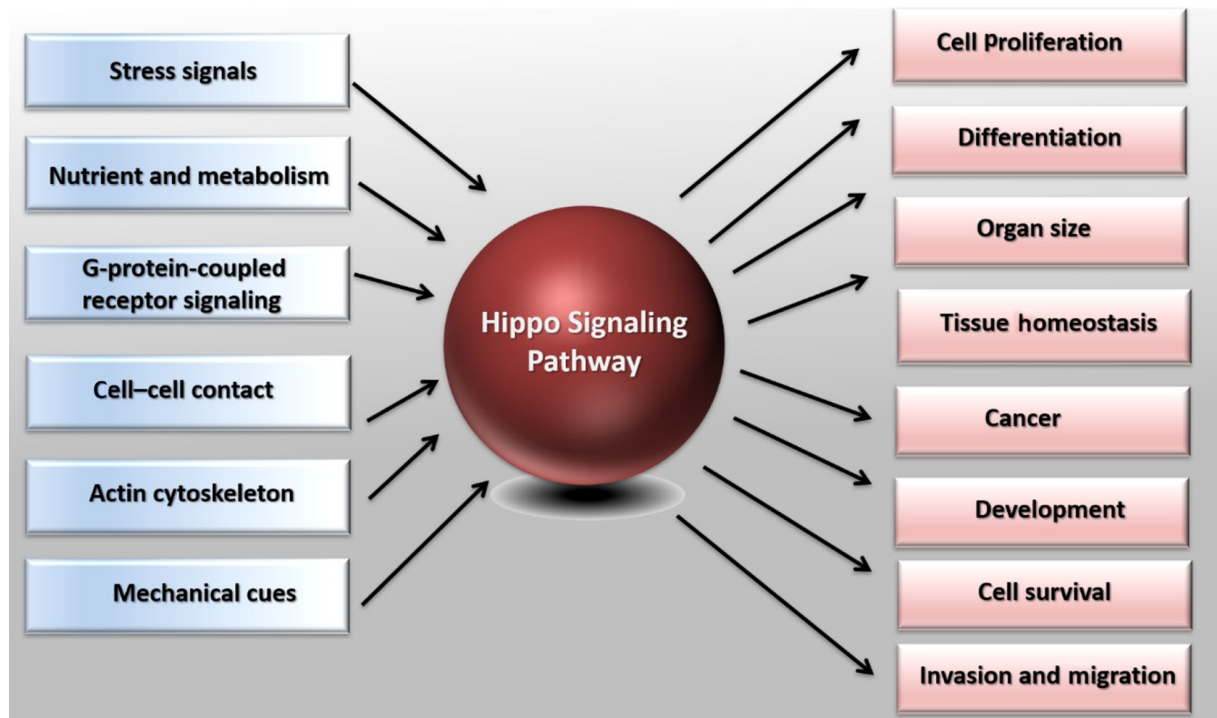 Stress signals
Nutrient and metabolism
G-protein-coupled
receptor signaling
Cell–cell contact
Actin cytoskeleton
Mechanical cues
Hippo Signaling
Pathway
Cell Proliferation
Differentiation
Organ size
Tissue homeostasis
Cancer
Development
Cell survival
Invasion and migration